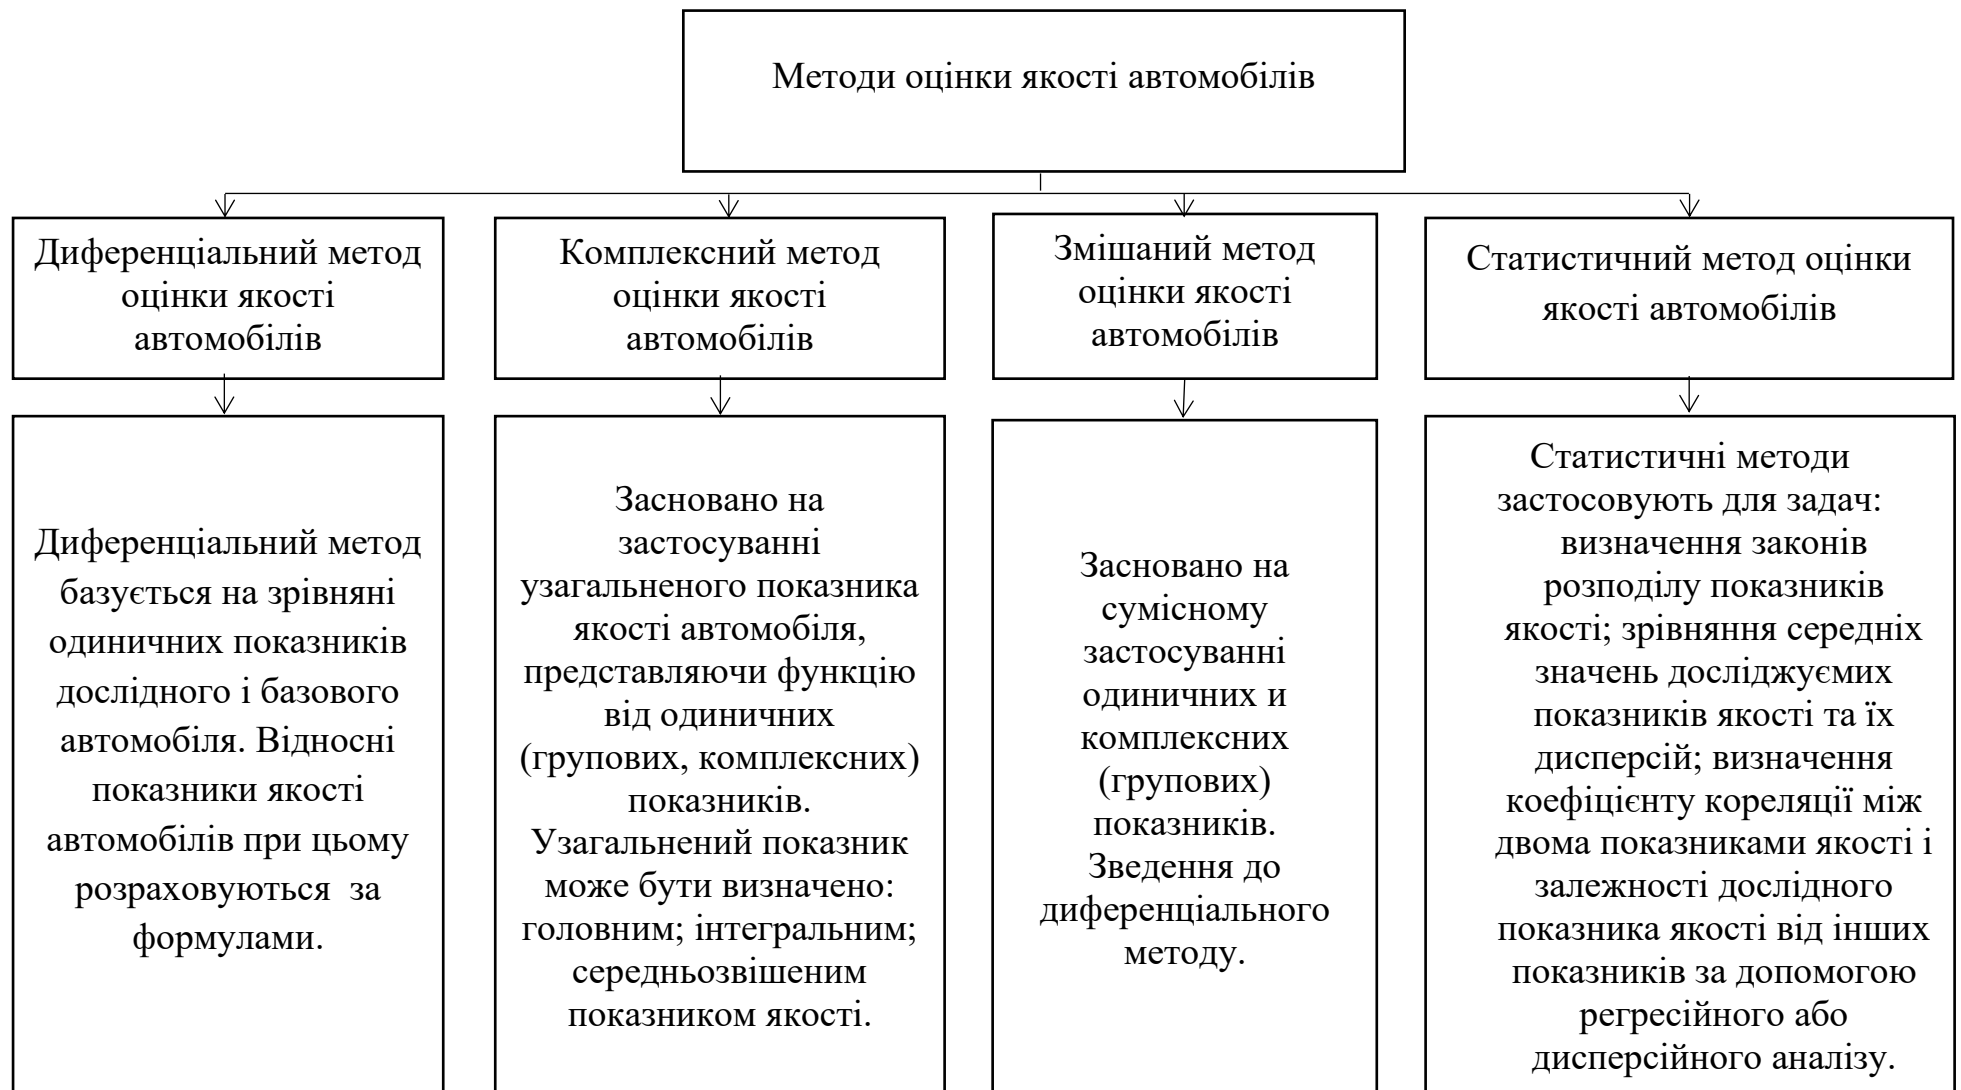 Методи оцінки якості автомобілів
Диференціальний метод
оцінки якості
автомобілів
Комплексний метод
оцінки якості
автомобілів
Змішаний метод
оцінки якості
автомобілів
Статистичний метод оцінки
якості автомобілів
Диференціальний метод
базується на зрівняні
одиничних показників
дослідного і базового
автомобіля. Відносні
показники якості
автомобілів при цьому
розраховуються за
формулами.
Засновано на
застосуванні
узагальненого показника
якості автомобіля,
представляючи функцію
від одиничних
(групових, комплексних)
показників.
Узагальнений показник
може бути визначено:
головним; інтегральним;
середньозвішеним
показником якості.
Засновано на
сумісному
застосуванні
одиничних и
комплексних
(групових)
показників.
Зведення до
диференціального
методу.
Статистичні методи
застосовують для задач:
визначення законів
розподілу показників
якості; зрівняння середніх
значень досліджуємих
показників якості та їх
дисперсій; визначення
коефіцієнту кореляції між
двома показниками якості і
залежності дослідного
показника якості від інших
показників за допомогою
регресійного або
дисперсійного аналізу.